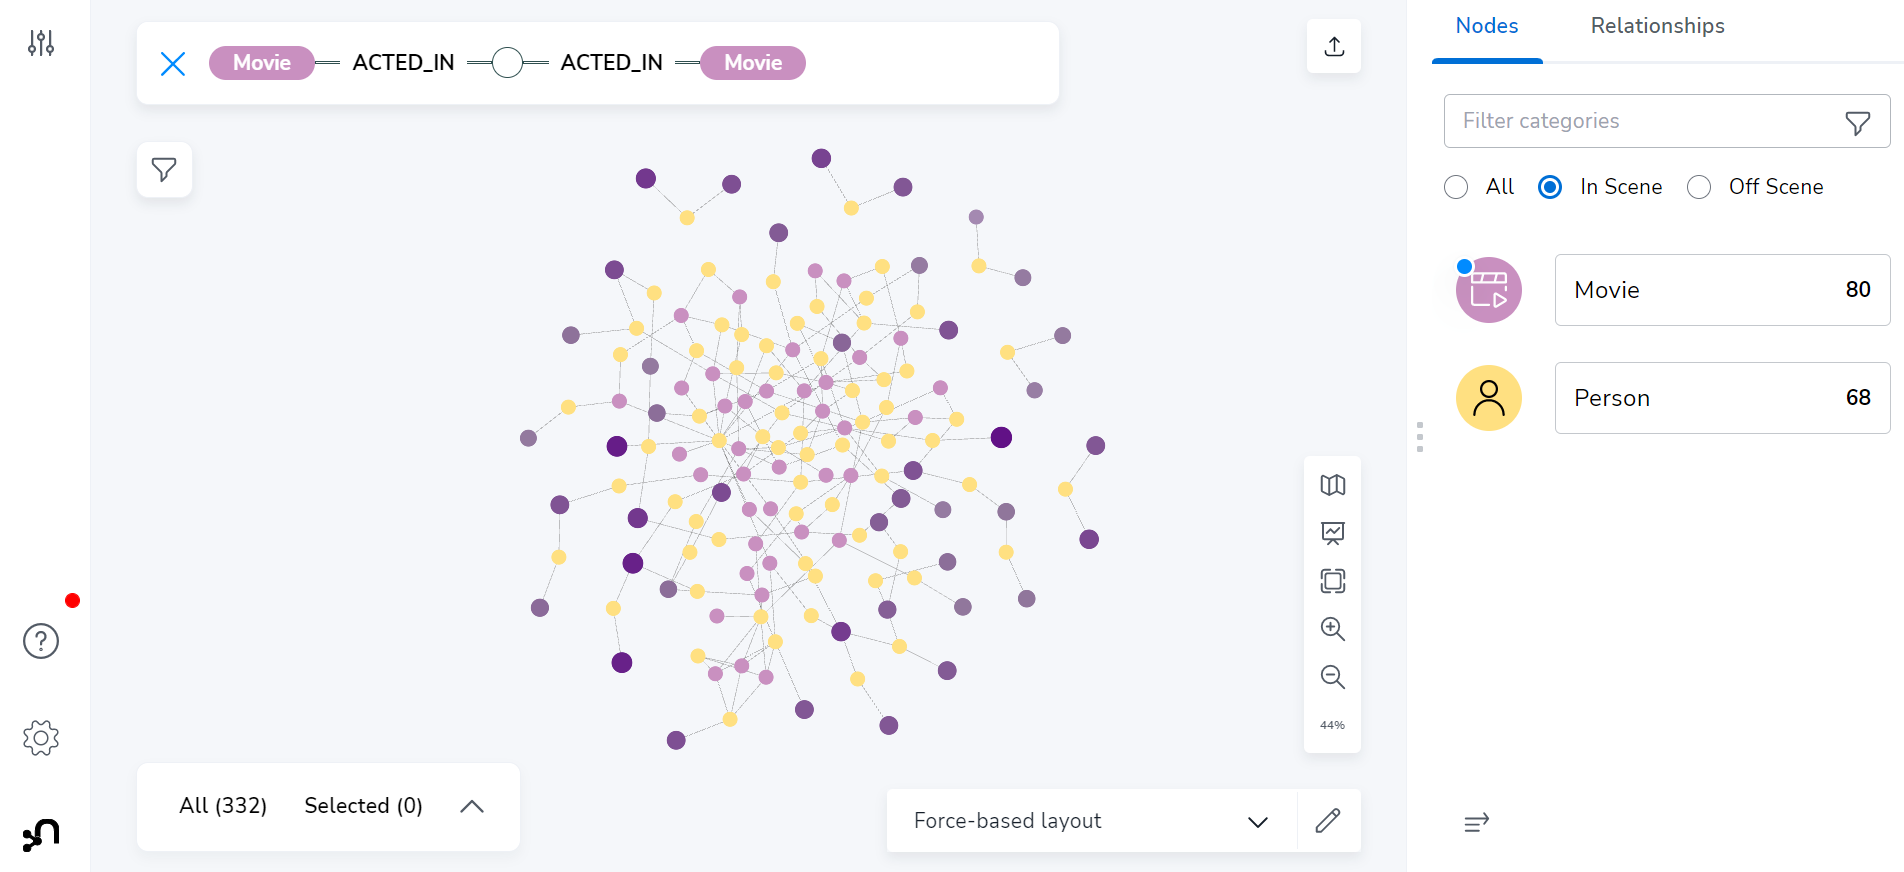 Movie ACTED_IN ACTED_IN Movie
Nodes Relationships
Filter categories
All In Scene Off Scene
Movie 80
Person 68
44%
All (332) Selected (0)
Force-based layout